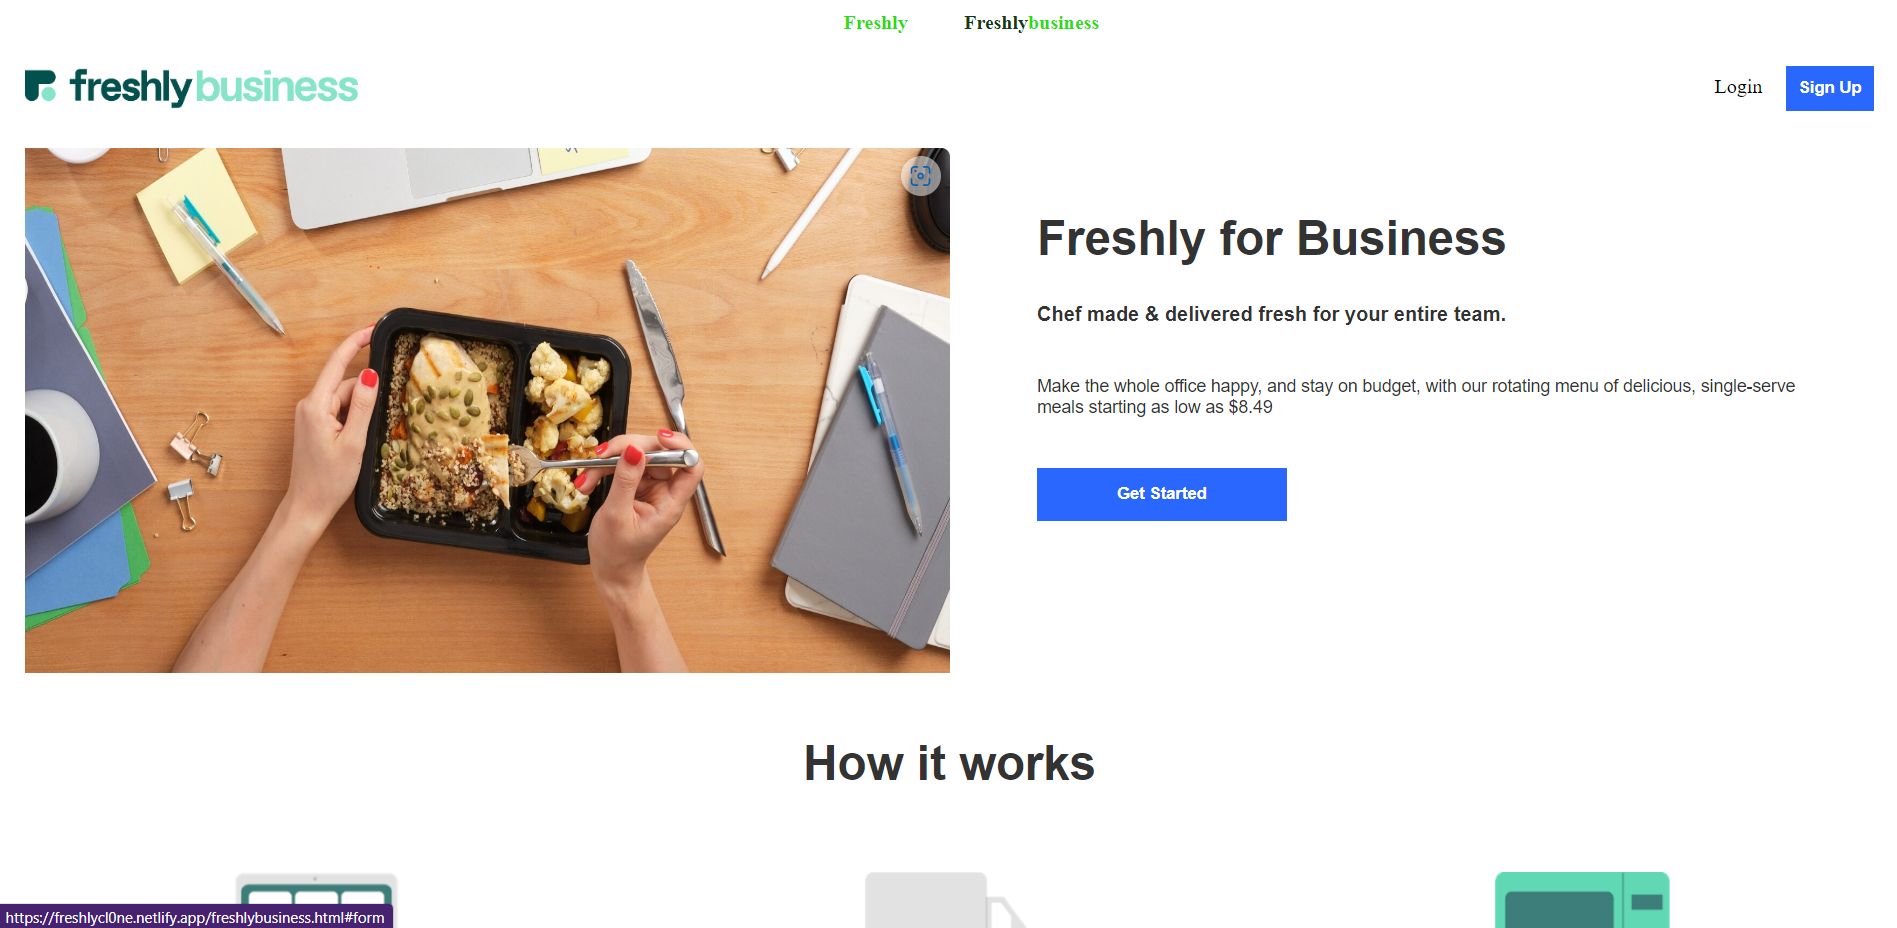 Freshly Freshlybusiness
freshly business
Login
Sign Up
Freshly for Business
Chef made & delivered fresh for your entire team.
Make the whole office happy, and stay on budget, with our rotating menu of delicious, single-serve
meals starting as low as $8.49
Get Started
How it works
https://freshlycl0ne.netlify.app/freshlybusiness.html#form